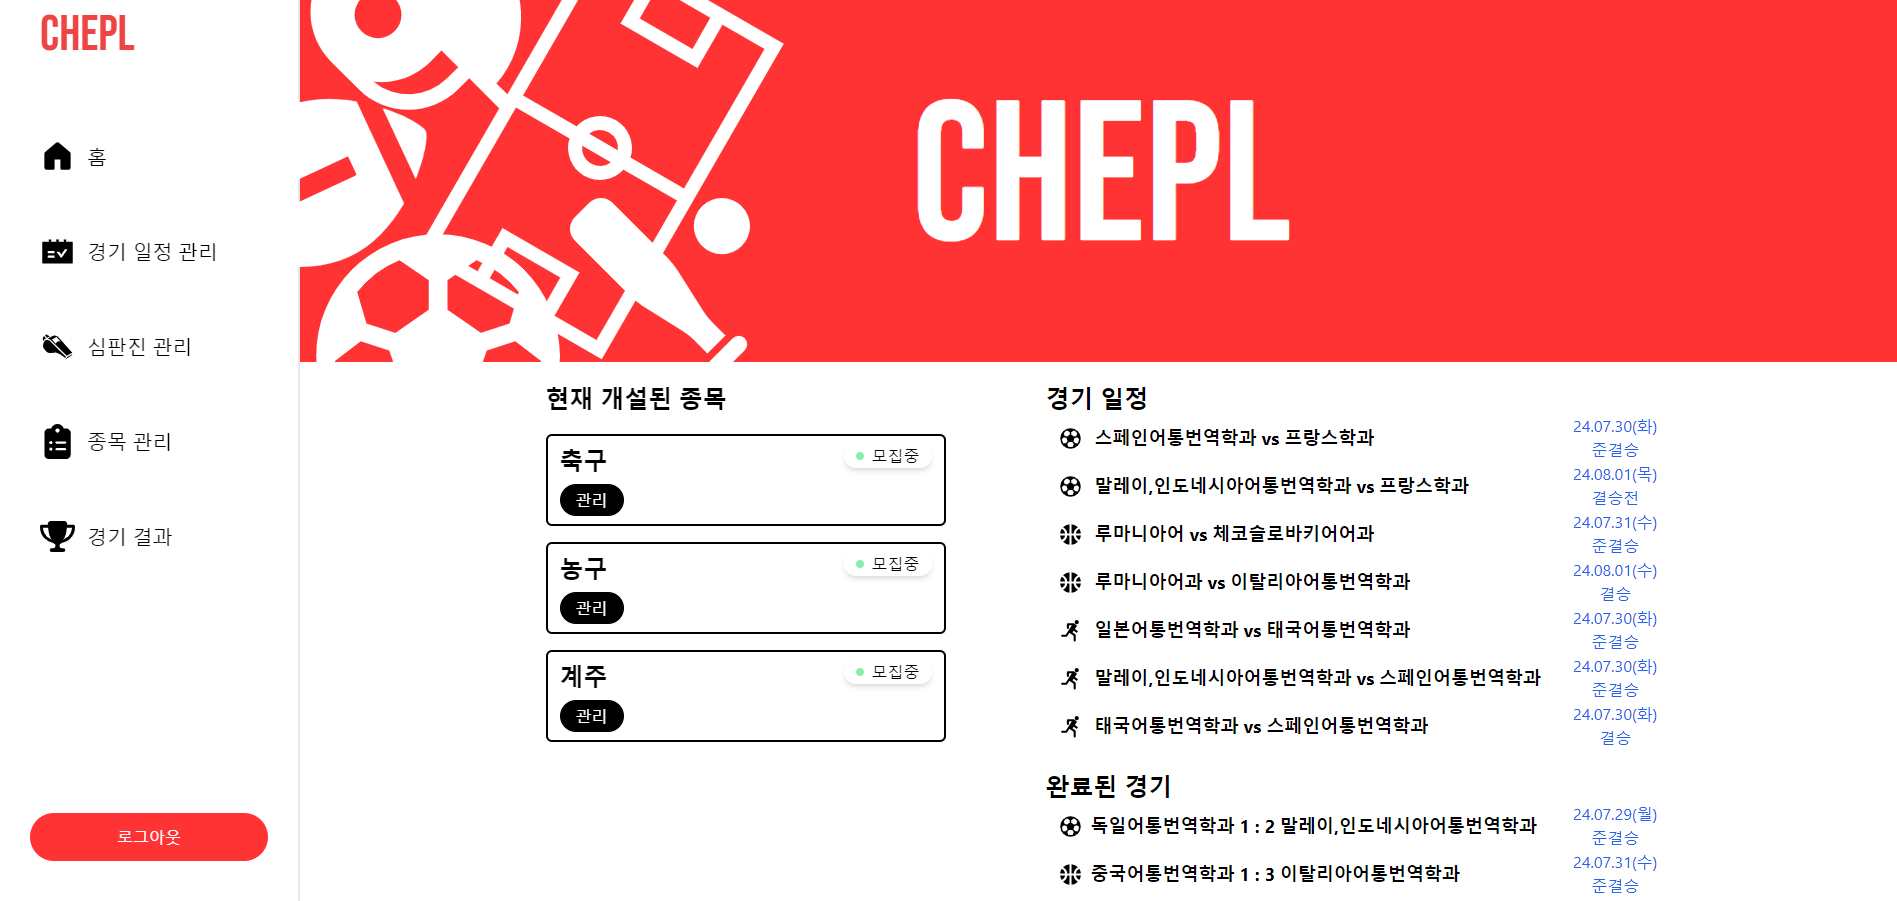 CHEPL
홈
경기 일정 관리
심판진 관리
종목 관리
경기 결과
로그아웃
CHEPL
현재 개설된 종목
축구
모집중
관리
농구
모집중
관리
계주
모집중
관리
경기 일정
스페인어통번역학과 vs 프랑스학과
24.07.30(화)
준결승
말레이,인도네시아어통번역학과 vs 프랑스학과
24.08.01(목)
결승전
루마니아어 vs 체코슬로바키어어과
24.07.31(수)
준결승
루마니아어과 vs 이탈리아어통번역학과
24.08.01(수)
결승
일본어통번역학과 vs 태국어통번역학과
24.07.30(화)
준결승
말레이,인도네시아어통번역학과 vs 스페인어통번역학과
24.07.30(화)
준결승
태국어통번역학과 vs 스페인어통번역학과
24.07.30(화)
결승
완료된 경기
독일어통번역학과 1 : 2 말레이,인도네시아어통번역학과
24.07.29(월)
준결승
중국어통번역학과 1 : 3 이탈리아어통번역학과
24.07.31(수)
준결승